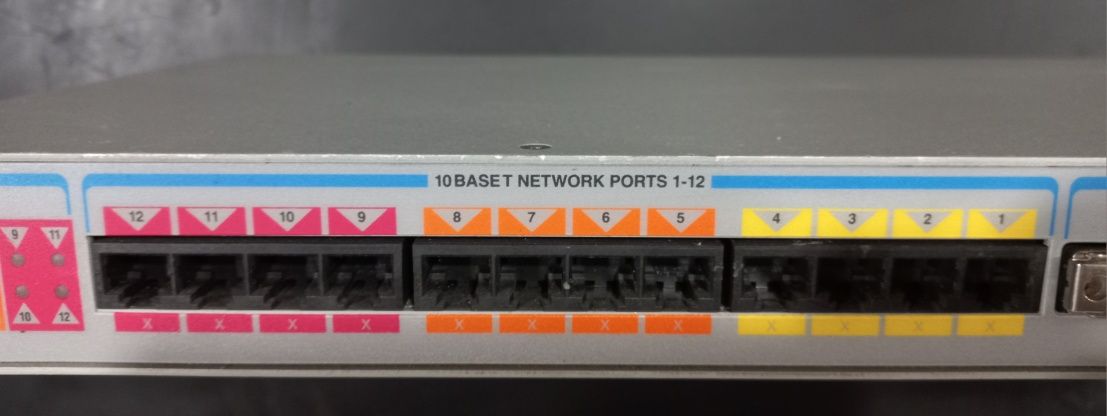 10BASET NETWORK PORTS 1-12
12 11 10 9 8 7 6 5 4 3 2 1
9 11
10 12
X X X X X X X X X X X X